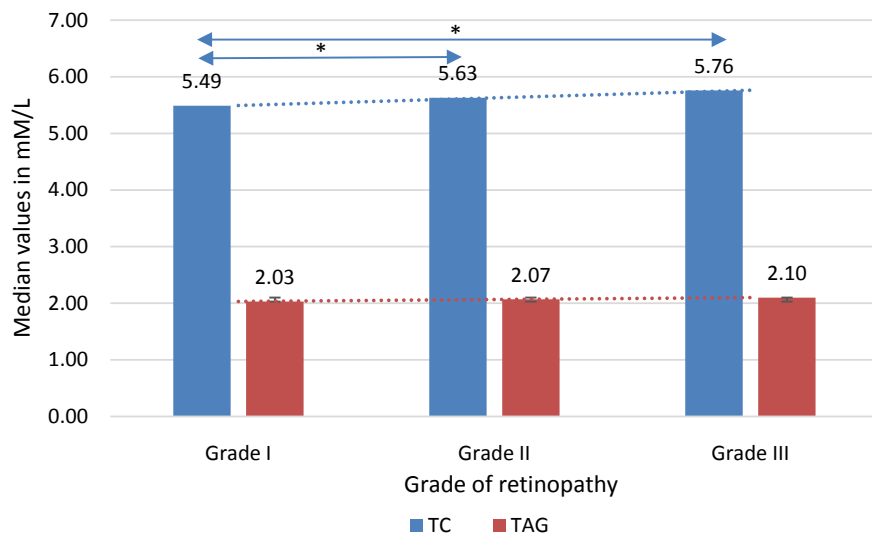 7.00
6.00
5.00
4.00
3.00
2.00
1.00
0.00
Median values in mM/L
*
*
5.49
5.63
5.76
2.03
2.07
2.10
Grade I
Grade II
Grade III
Grade of retinopathy
TC
TAG